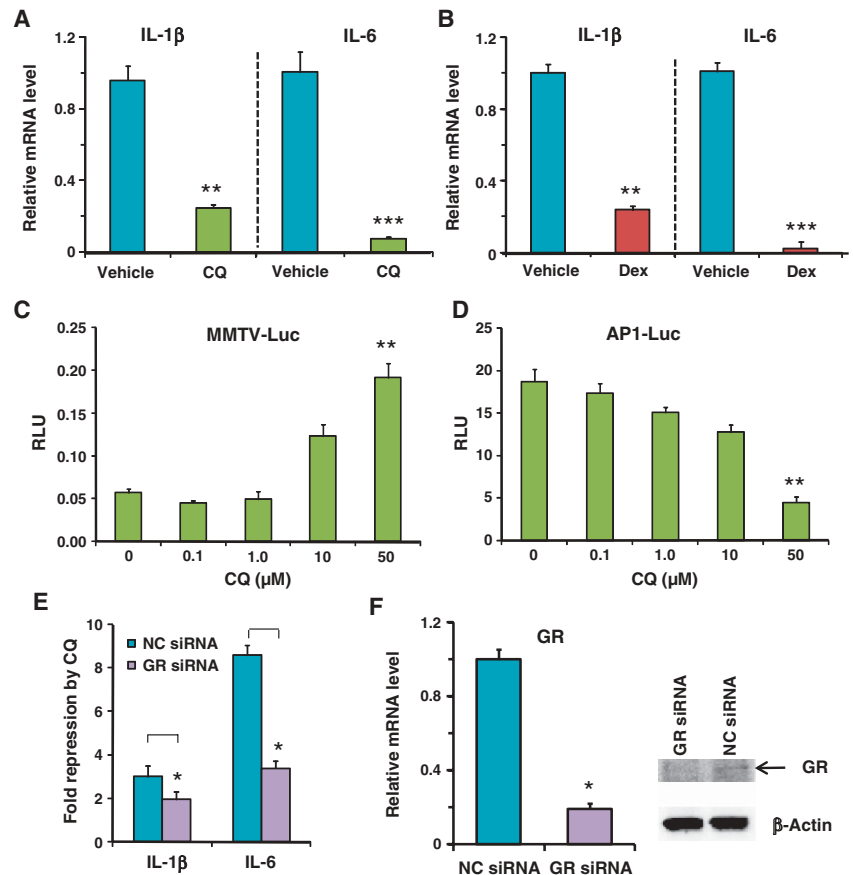 A
IL-1β
IL-6
Relative mRNA level
1.2
0.8
0.4
0
**
***
Vehicle
CQ
Vehicle
CQ
B
IL-1β
IL-6
Relative mRNA level
1.2
0.8
0.4
0
**
***
Vehicle
Dex
Vehicle
Dex
C
MMTV-Luc
RLU
0.25
0.20
0.15
0.10
0.05
0.00
**
0
0.1
1.0
10
50
CQ (µM)
D
AP1-Luc
RLU
25
20
15
10
5
0
**
0
0.1
1.0
10
50
CQ (µM)
E
Fold repression by CQ
10
8
6
4
2
0
NC siRNA
GR siRNA
*
*
IL-1β
IL-6
F
GR
Relative mRNA level
1.2
0.8
0.4
0
*
NC siRNA
GR siRNA
GR siRNA
NC siRNA
GR
β-Actin